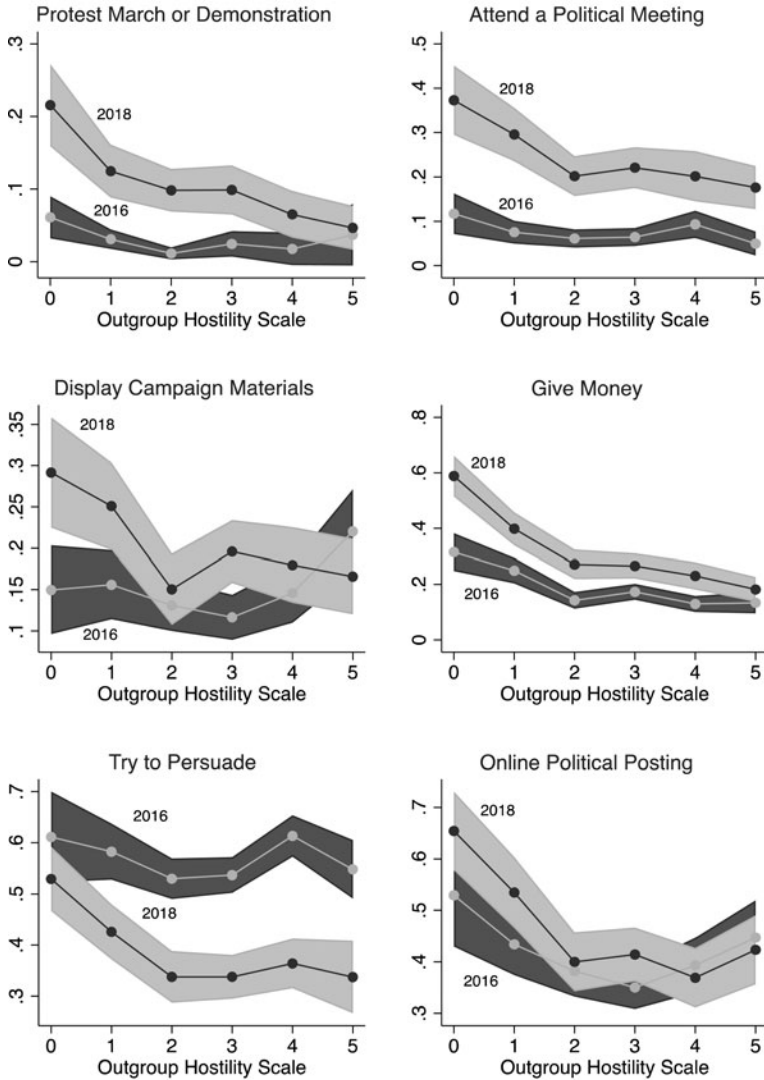 Protest March or Demonstration
.3
.2
.1
0
2018
2016
0 1 2 3 4 5
Outgroup Hostility Scale
Attend a Political Meeting
.5
.4
.3
.2
.1
0
2018
2016
0 1 2 3 4 5
Outgroup Hostility Scale
Display Campaign Materials
.35
.3
.25
.2
.15
.1
2018
2016
0 1 2 3 4 5
Outgroup Hostility Scale
Give Money
.8
.6
.4
.2
0
2018
2016
0 1 2 3 4 5
Outgroup Hostility Scale
Try to Persuade
.7
.6
.5
.4
.3
2016
2018
0 1 2 3 4 5
Outgroup Hostility Scale
Online Political Posting
.7
.6
.5
.4
.3
2018
2016
0 1 2 3 4 5
Outgroup Hostility Scale